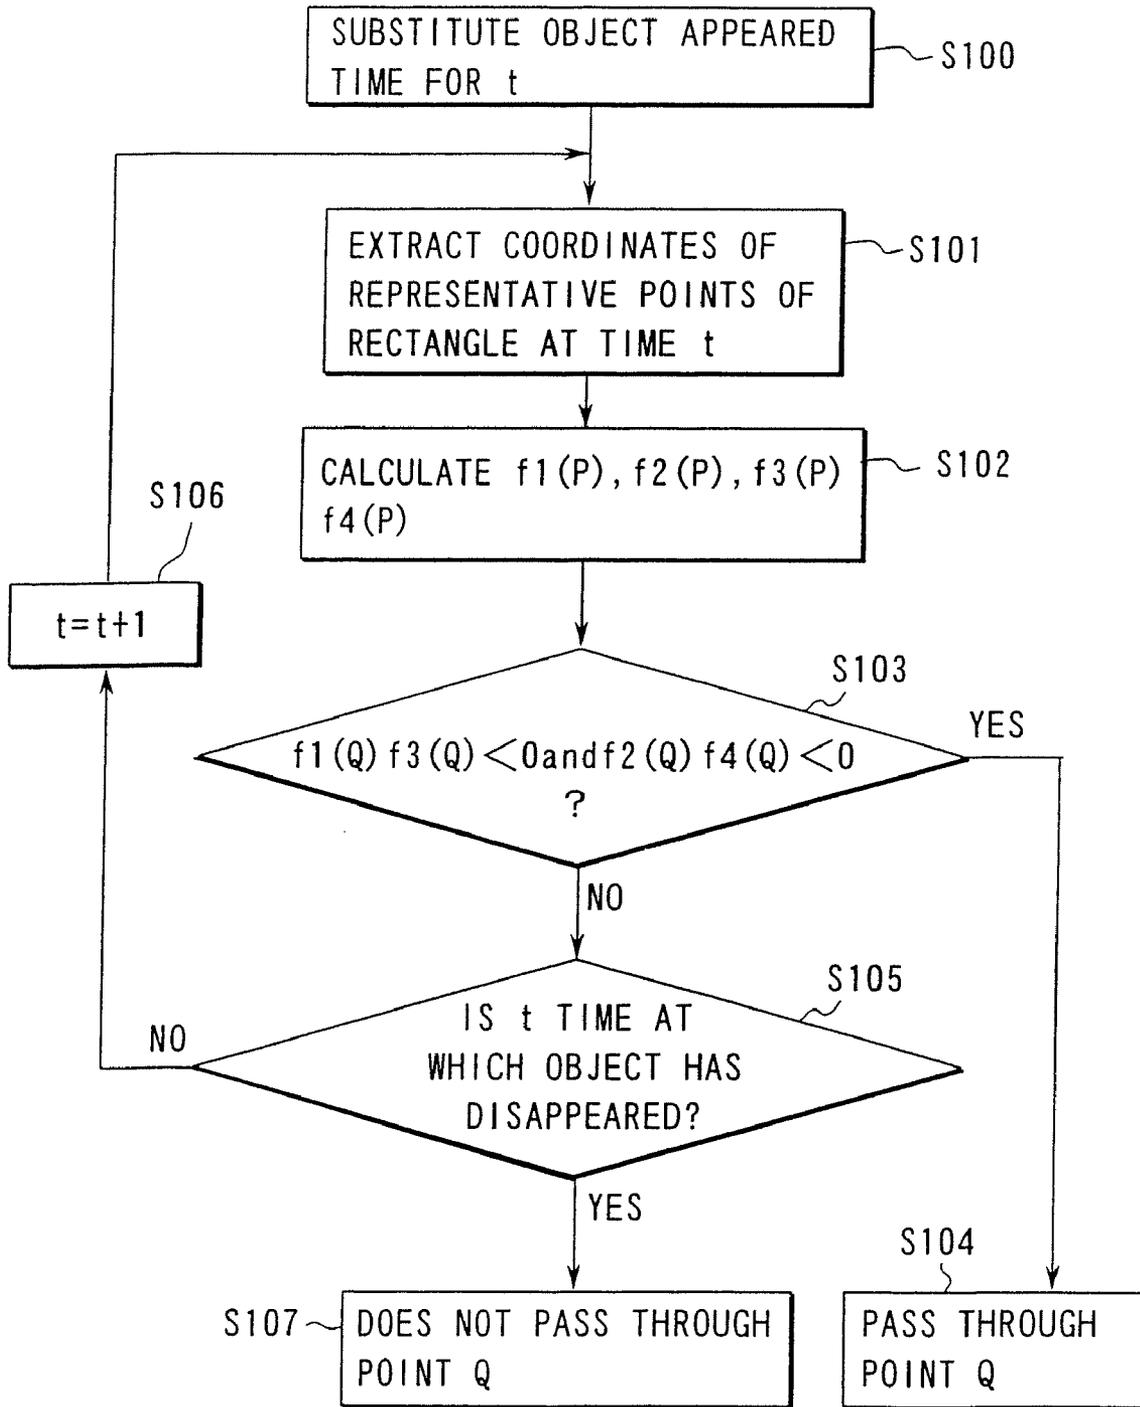 SUBSTITUTE OBJECT APPEARED
TIME FOR t
S100
EXTRACT COORDINATES OF
REPRESENTATIVE POINTS OF
RECTANGLE AT TIME t
S101
CALCULATE f1(P), f2(P), f3(P)
f4(P)
S102
S106
t=t+1
S103
f1(Q) f3(Q) <0andf2(Q) f4(Q) <0
?
YES
NO
S105
IS t TIME AT
WHICH OBJECT HAS
DISAPPEARED?
NO
YES
S107
DOES NOT PASS THROUGH
POINT Q
S104
PASS THROUGH
POINT Q